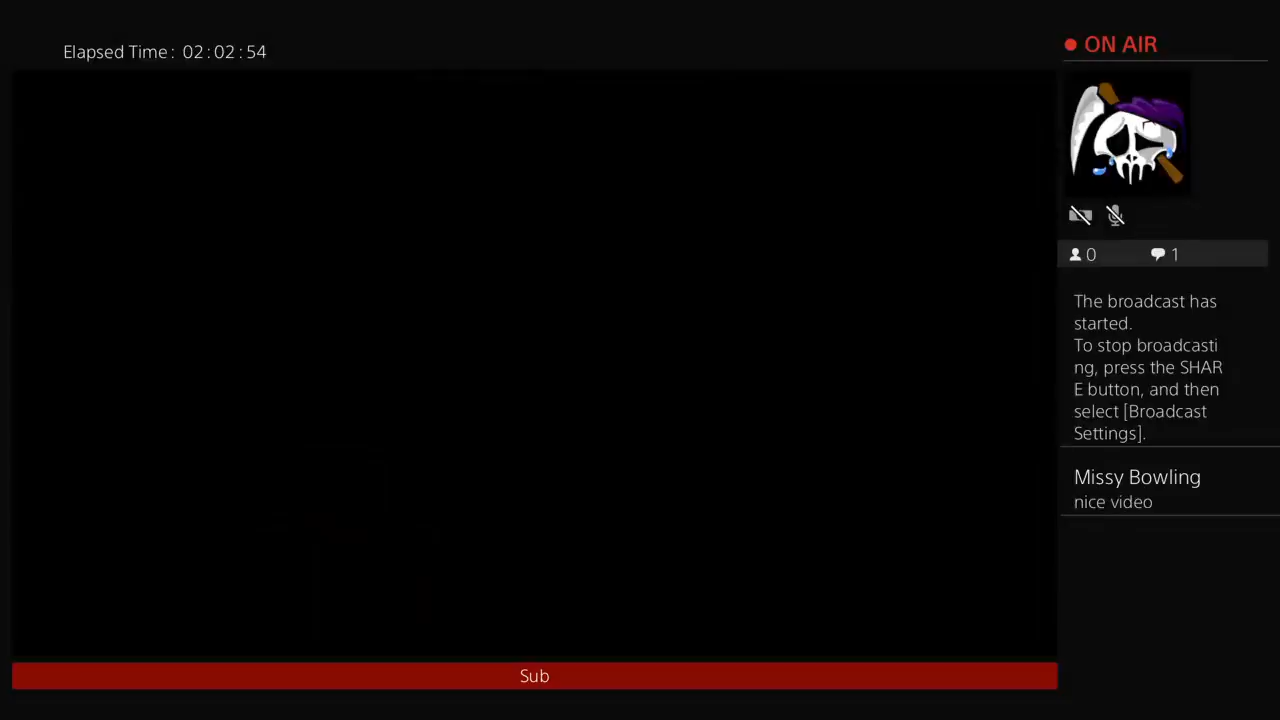 Elapsed Time: 02:02:54
ON AIR
0 1
The broadcast has
started.
To stop broadcasti
ng, press the SHAR
E button, and then
select [Broadcast
Settings].
Missy Bowling
nice video
Sub